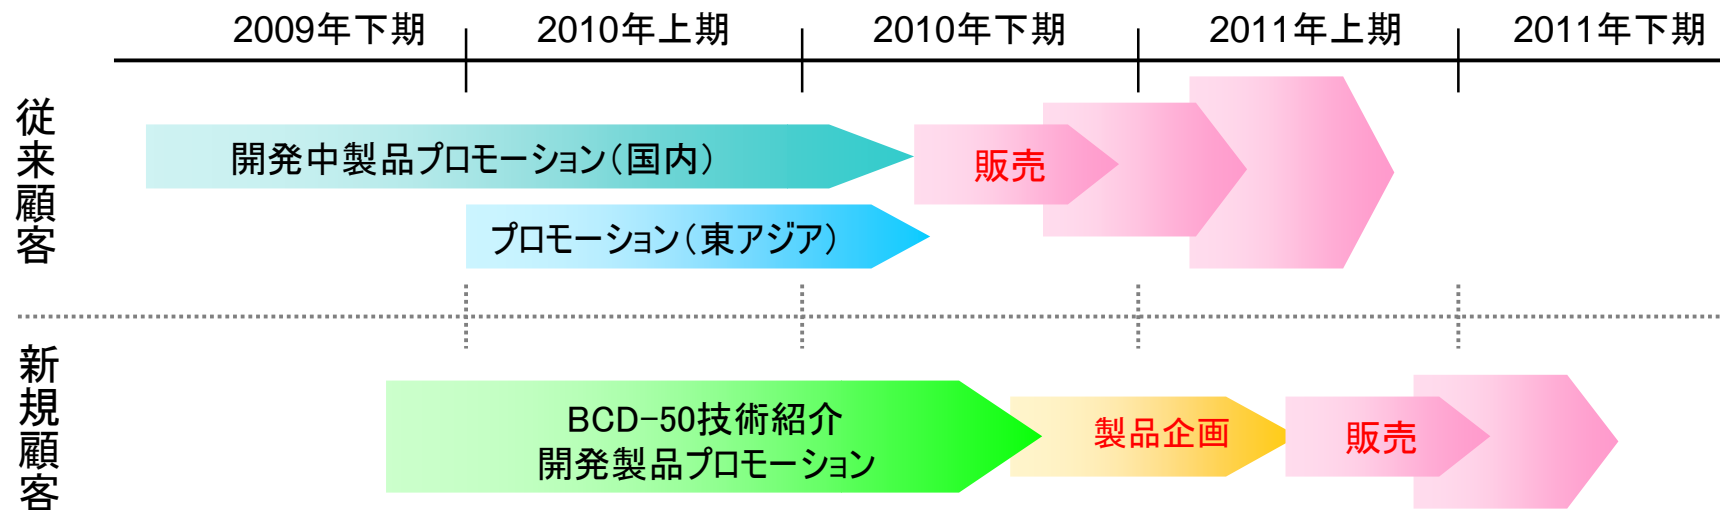 2009年下期
2010年上期
2010年下期
2011年上期
2011年下期
従来顧客
開発中製品プロモーション（国内）
販売
プロモーション（東アジア）
新規顧客
BCD-50技術紹介
開発製品プロモーション
製品企画
販売